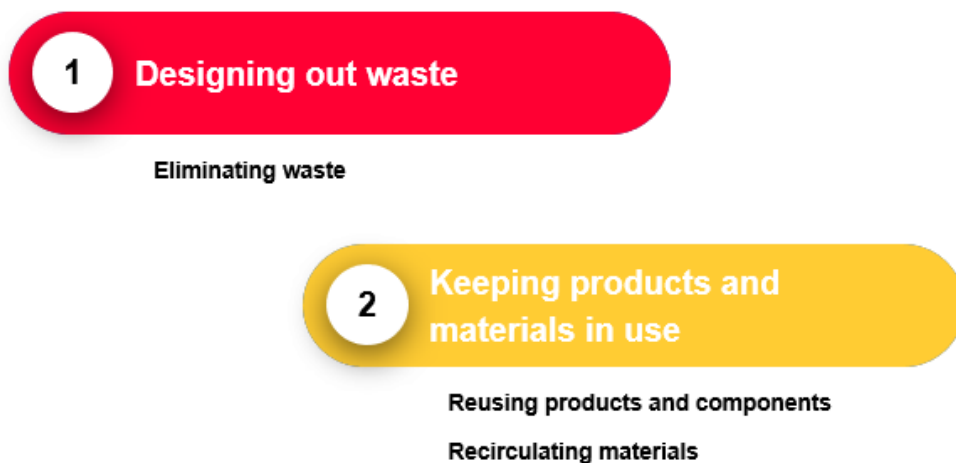 1
Designing out waste
Eliminating waste
2
Keeping products and
materials in use
Reusing products and components
Recirculating materials